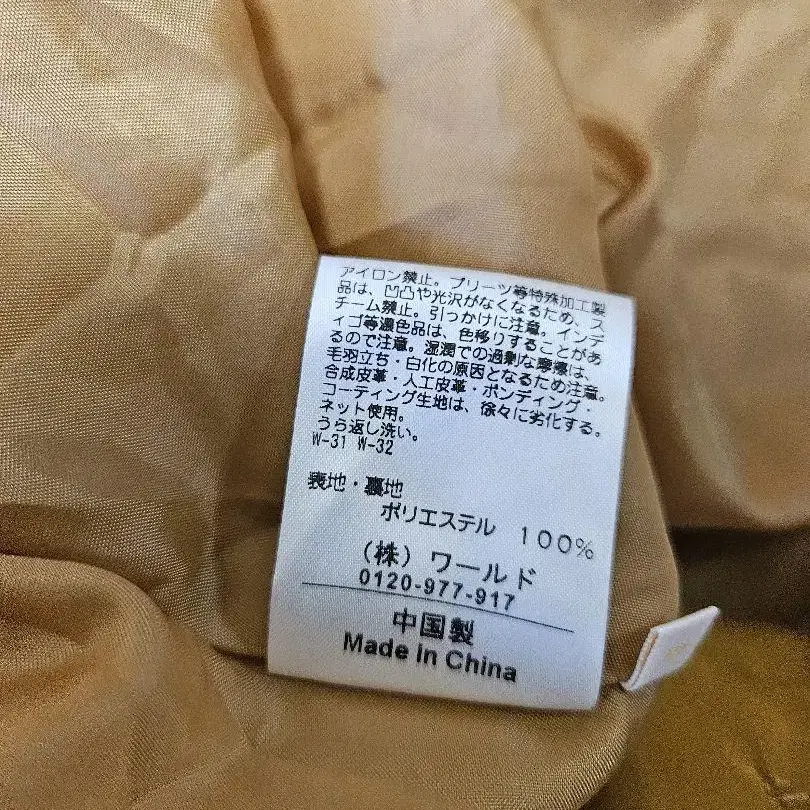 アイロン禁止。プリーツ等特殊加工製
品は、凹凸や光沢がなくなるため、ス
チーム禁止。引っかけに注意。インデ
ィゴ等濃色品は、色移りすることがあ
るので注意。湿潤での過剰な摩擦は、
毛羽立ち・白化の原因となるため注意。
合成皮革・人工皮革・ボンディング・
コーティング生地は、徐々に劣化する。
ネット使用。
うら返し洗い。
W-31 W-32
表地・裏地
ポリエステル 100%
(株) ワールド
0120-977-917
中国製
Made In China